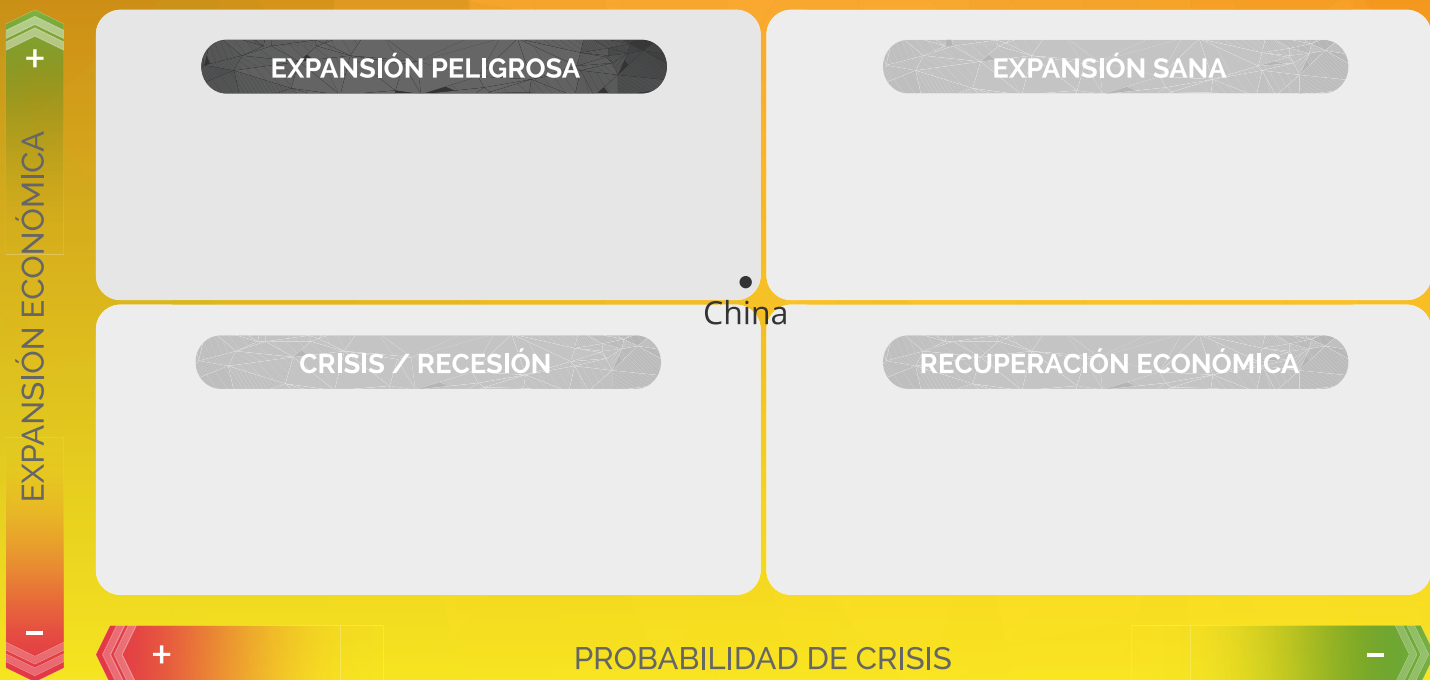 +
EXPANSIÓN ECONÓMICA
–
EXPANSIÓN PELIGROSA
EXPANSIÓN SANA
China
CRISIS / RECESIÓN
RECUPERACIÓN ECONÓMICA
+
PROBABILIDAD DE CRISIS
–